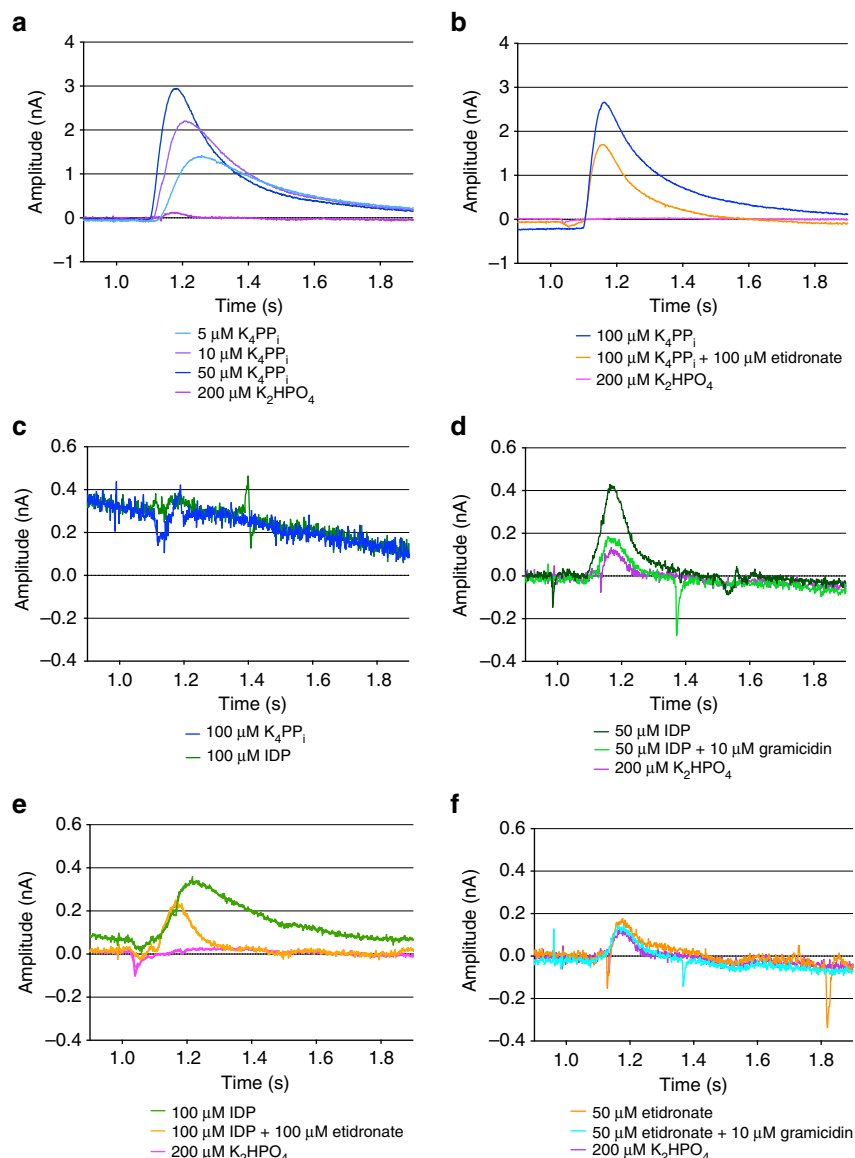 a
4
3
2
1
0
–1
Amplitude (nA)
1.0 1.2 1.4 1.6 1.8
Time (s)
5 μM K₄PPᵢ
10 μM K₄PPᵢ
50 μM K₄PPᵢ
200 μM K₂HPO₄
b
4
3
2
1
0
–1
Amplitude (nA)
1.0 1.2 1.4 1.6 1.8
Time (s)
100 μM K₄PPᵢ
100 μM K₄PPᵢ + 100 μM etidronate
200 μM K₂HPO₄
c
0.6
0.4
0.2
0.0
–0.2
–0.4
Amplitude (nA)
1.0 1.2 1.4 1.6 1.8
Time (s)
100 μM K₄PPᵢ
100 μM IDP
d
0.6
0.4
0.2
0.0
–0.2
–0.4
Amplitude (nA)
1.0 1.2 1.4 1.6 1.8
Time (s)
50 μM IDP
50 μM IDP + 10 μM gramicidin
200 μM K₂HPO₄
e
0.6
0.4
0.2
0.0
–0.2
–0.4
Amplitude (nA)
1.0 1.2 1.4 1.6 1.8
Time (s)
100 μM IDP
100 μM IDP + 100 μM etidronate
200 μM K₂HPO₄
f
0.6
0.4
0.2
0.0
–0.2
–0.4
Amplitude (nA)
1.0 1.2 1.4 1.6 1.8
Time (s)
50 μM etidronate
50 μM etidronate + 10 μM gramicidin
200 μM K₂HPO₄